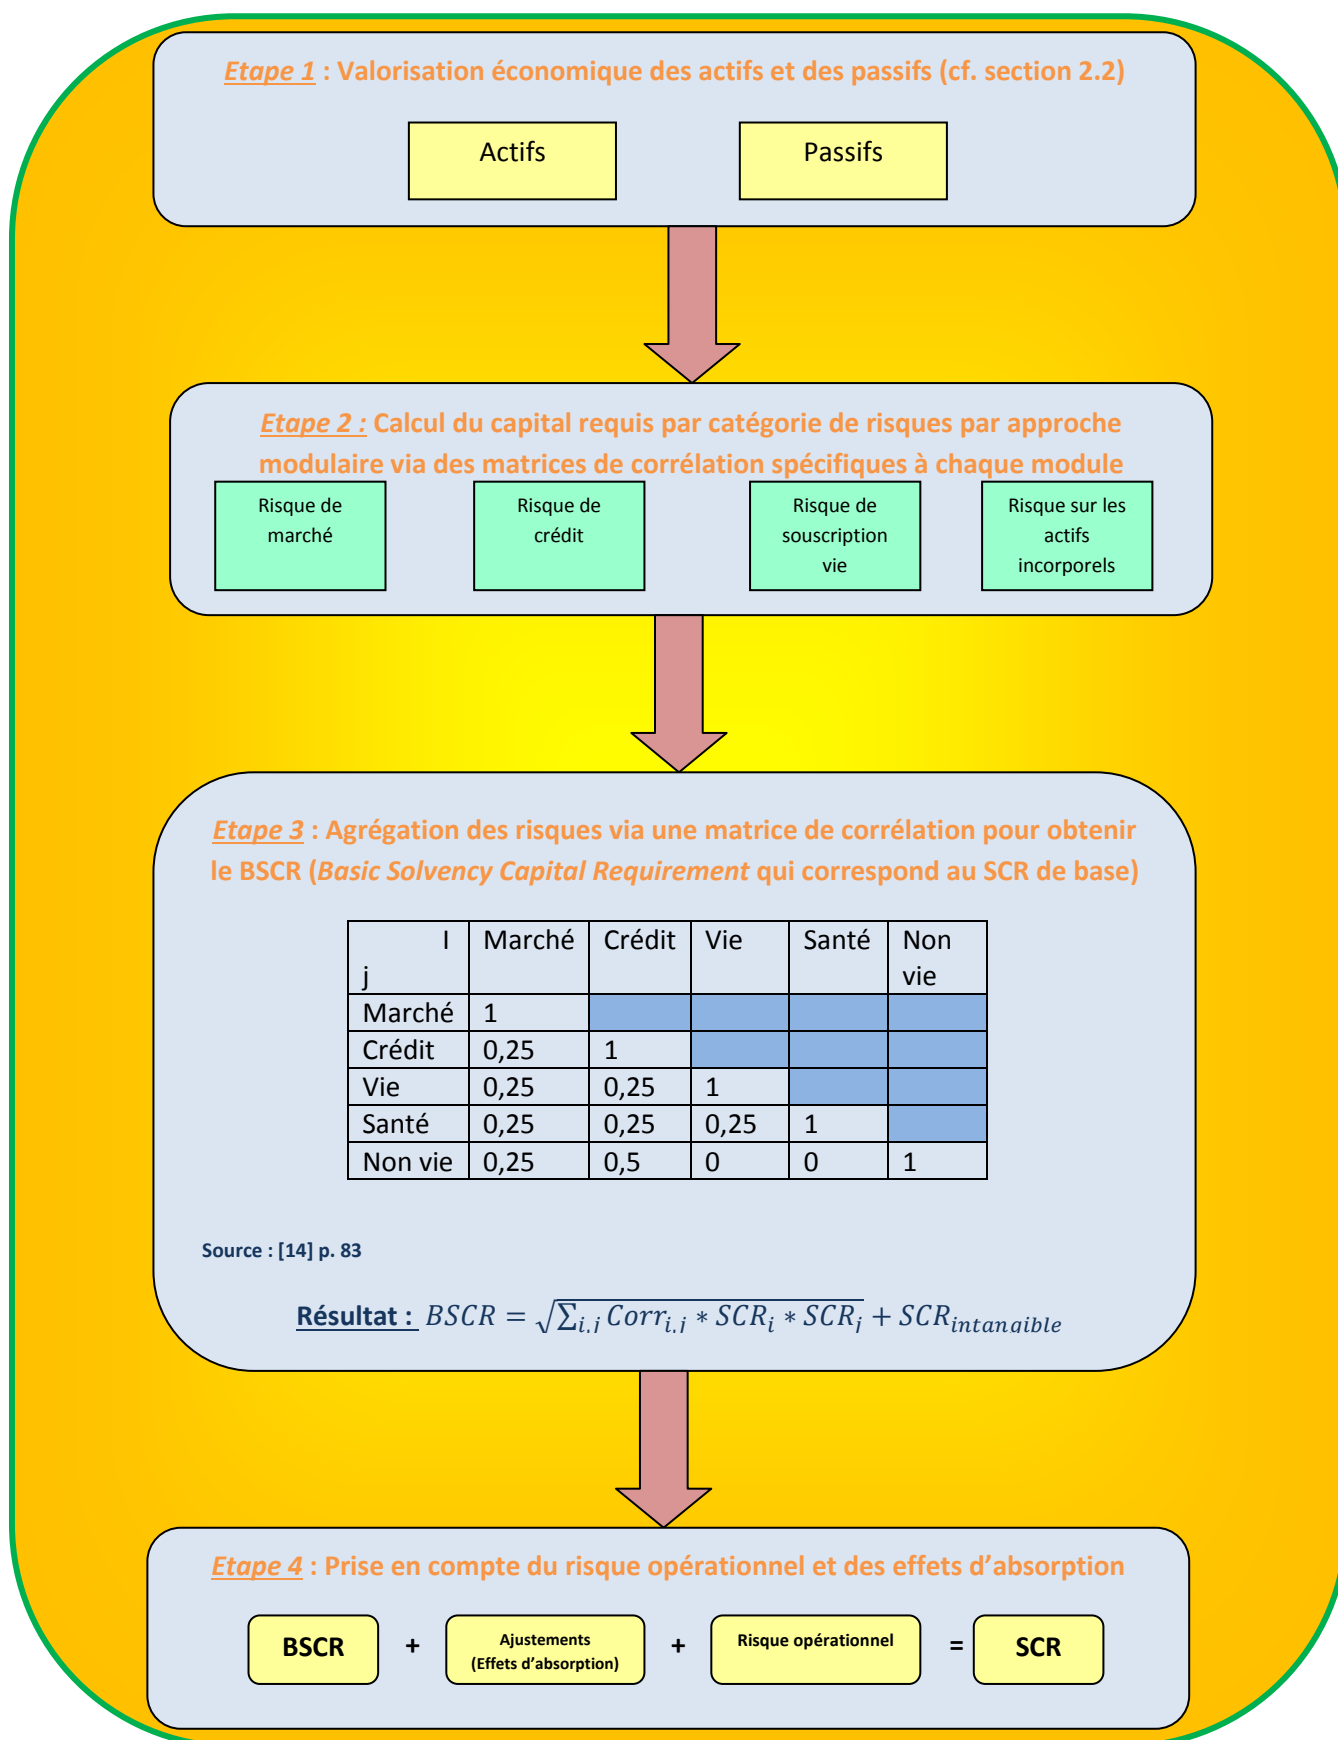 Etape 1 : Valorisation économique des actifs et des passifs (cf. section 2.2)
Actifs
Passifs
Etape 2 : Calcul du capital requis par catégorie de risques par approche
modulaire via des matrices de corrélation spécifiques à chaque module
Risque de
marché
Risque de
crédit
Risque de
souscription
vie
Risque sur les
actifs
incorporels
Etape 3 : Agrégation des risques via une matrice de corrélation pour obtenir
le BSCR (Basic Solvency Capital Requirement qui correspond au SCR de base)
I Marché Crédit Vie Santé Non
j vie
Marché 1
Crédit 0,25 1
Vie 0,25 0,25 1
Santé 0,25 0,25 0,25 1
Non vie 0,25 0,5 0 0 1
Source : [14] p. 83
Résultat : BSCR = √∑i,j Corri,j * SCRi * SCRj + SCRintangible
Etape 4 : Prise en compte du risque opérationnel et des effets d’absorption
BSCR + Ajustements
(Effets d’absorption)
+ Risque opérationnel = SCR